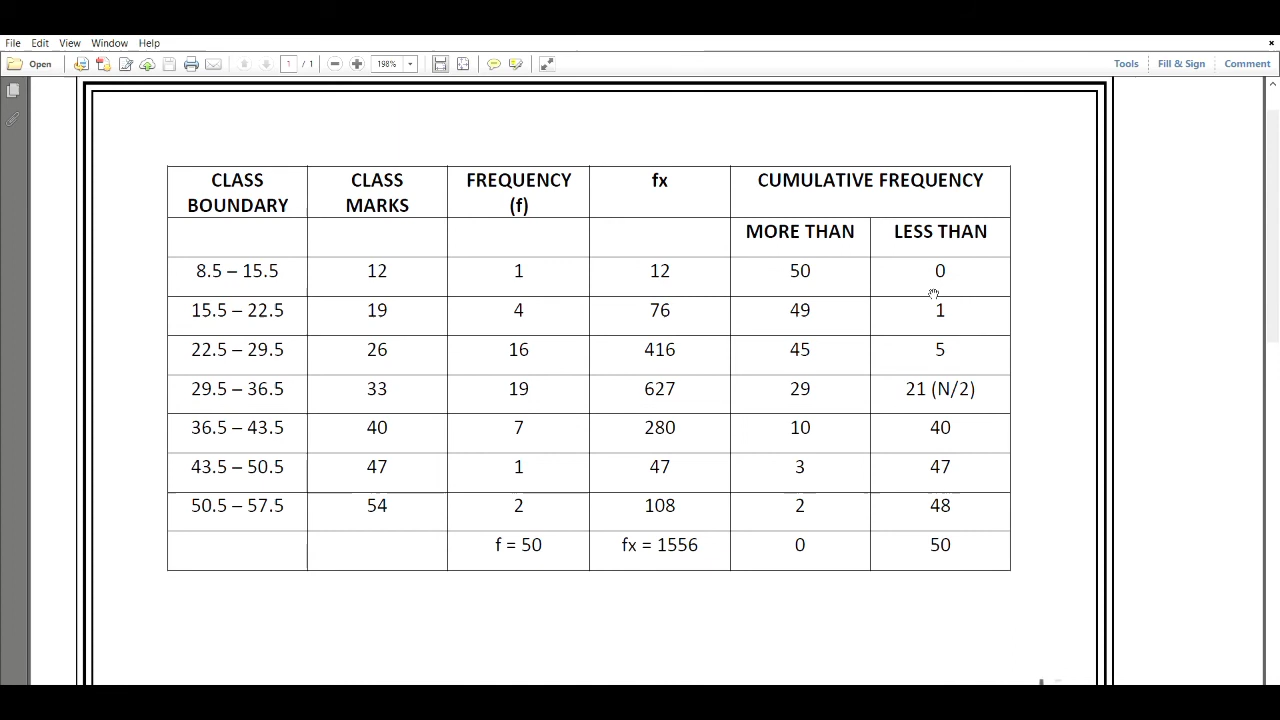 File Edit View Window Help
Open 1 / 1 198% Tools Fill & Sign Comment
CLASS BOUNDARY CLASS MARKS FREQUENCY (f) fx CUMULATIVE FREQUENCY
MORE THAN LESS THAN
8.5 – 15.5 12 1 12 50 0
15.5 – 22.5 19 4 76 49 1
22.5 – 29.5 26 16 416 45 5
29.5 – 36.5 33 19 627 29 21 (N/2)
36.5 – 43.5 40 7 280 10 40
43.5 – 50.5 47 1 47 3 47
50.5 – 57.5 54 2 108 2 48
f = 50 fx = 1556 0 50